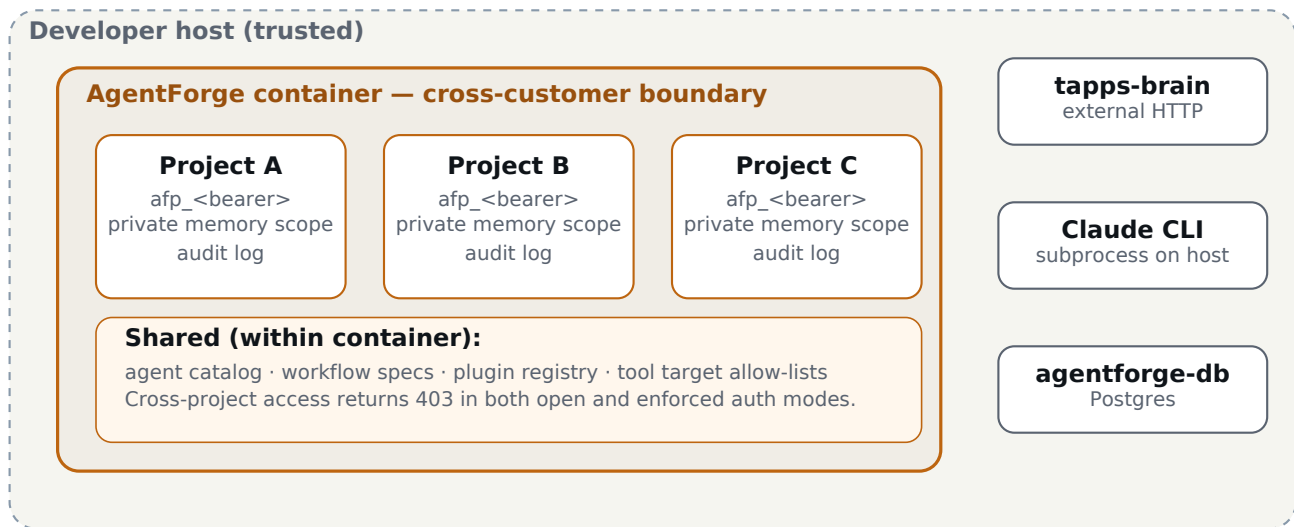 Developer host (trusted)
AgentForge container — cross-customer boundary
Project A
afp_<bearer>
private memory scope
audit log
Project B
afp_<bearer>
private memory scope
audit log
Project C
afp_<bearer>
private memory scope
audit log
Shared (within container):
agent catalog · workflow specs · plugin registry · tool target allow-lists
Cross-project access returns 403 in both open and enforced auth modes.
tapps-brain
external HTTP
Claude CLI
subprocess on host
agentforge-db
Postgres